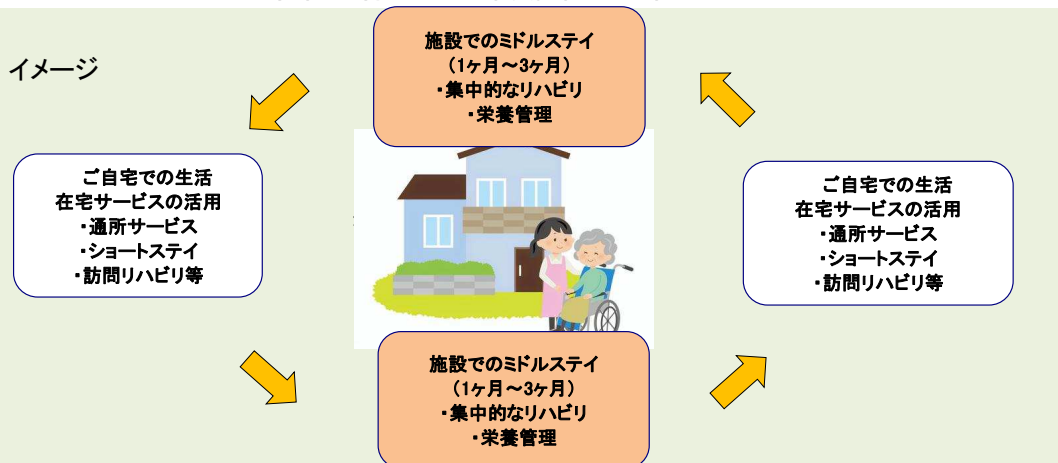 イメージ
施設でのミドルステイ
（1ヶ月～3ヶ月）
・集中的なリハビリ
・栄養管理
ご自宅での生活
在宅サービスの活用
・通所サービス
・ショートステイ
・訪問リハビリ等
ご自宅での生活
在宅サービスの活用
・通所サービス
・ショートステイ
・訪問リハビリ等
施設でのミドルステイ
（1ヶ月～3ヶ月）
・集中的なリハビリ
・栄養管理